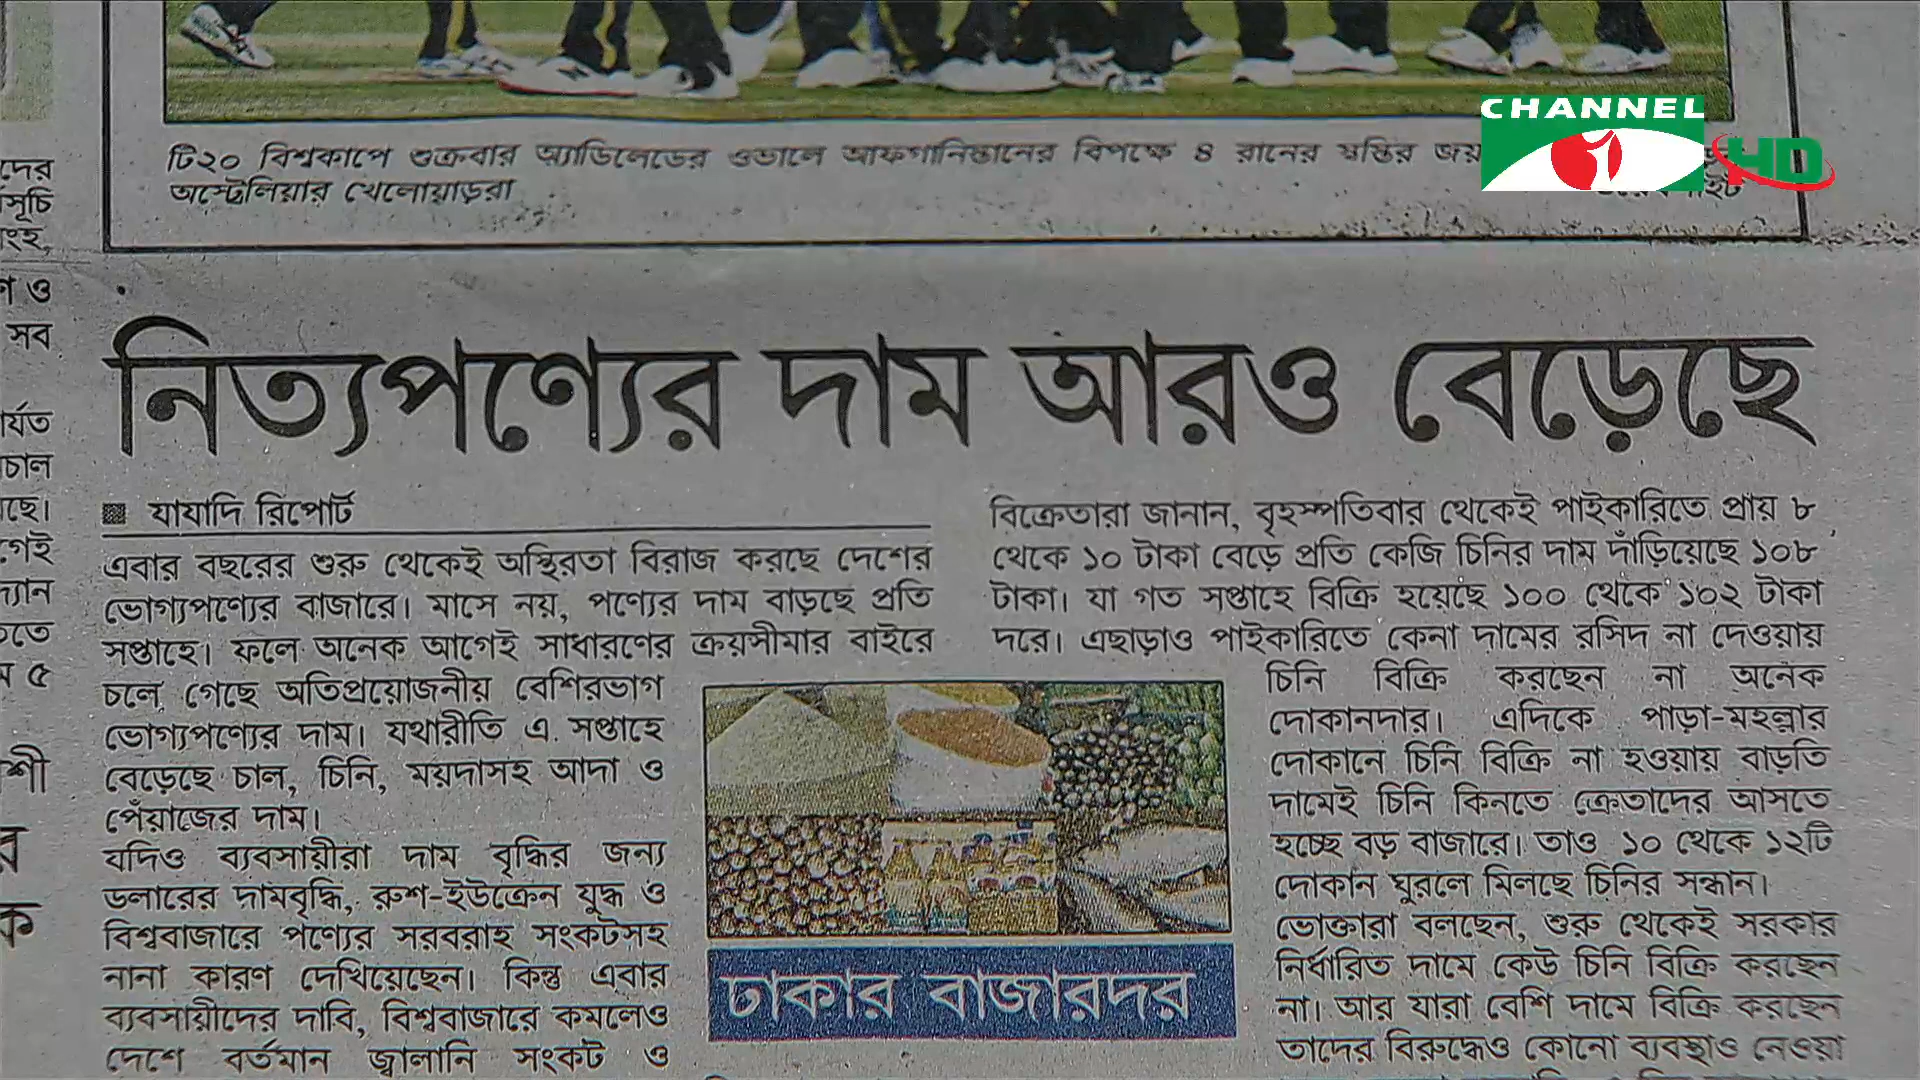 CHANNEL
i
HD
টি২০ বিশ্বকাপে শুক্রবার অ্যাডিলেডের ওভালে আফগানিস্তানের বিপক্ষে ৪ রানের স্বস্তির জয়
অস্ট্রেলিয়ার খেলোয়াড়রা
দের
সূচি
ংহ,
ণ ও
সব
র্যত
চাল
ছে।
গেই
দ্যান
তে
৫
শী
ক
নিত্যপণ্যের দাম আরও বেড়েছে
যাযাদি রিপোর্ট
এবার বছরের শুরু থেকেই অস্থিরতা বিরাজ করছে দেশের
ভোগ্যপণ্যের বাজারে। মাসে নয়, পণ্যের দাম বাড়ছে প্রতি
সপ্তাহে। ফলে অনেক আগেই সাধারণের ক্রয়সীমার বাইরে
চলে গেছে অতিপ্রয়োজনীয় বেশিরভাগ
ভোগ্যপণ্যের দাম। যথারীতি এ সপ্তাহে
বেড়েছে চাল, চিনি, ময়দাসহ আদা ও
পেঁয়াজের দাম।
যদিও ব্যবসায়ীরা দাম বৃদ্ধির জন্য
ডলারের দামবৃদ্ধি, রুশ-ইউক্রেন যুদ্ধ ও
বিশ্ববাজারে পণ্যের সরবরাহ সংকটসহ
নানা কারণ দেখিয়েছেন। কিন্তু এবার
ব্যবসায়ীদের দাবি, বিশ্ববাজারে কমলেও
দেশে বর্তমান জ্বালানি সংকট ও
ঢাকার বাজারদর
বিক্রেতারা জানান, বৃহস্পতিবার থেকেই পাইকারিতে প্রায় ৮
থেকে ১০ টাকা বেড়ে প্রতি কেজি চিনির দাম দাঁড়িয়েছে ১০৮
টাকা। যা গত সপ্তাহে বিক্রি হয়েছে ১০০ থেকে ১০২ টাকা
দরে। এছাড়াও পাইকারিতে কেনা দামের রসিদ না দেওয়ায়
চিনি বিক্রি করছেন না অনেক
দোকানদার। এদিকে পাড়া-মহল্লার
দোকানে চিনি বিক্রি না হওয়ায় বাড়তি
দামেই চিনি কিনতে ক্রেতাদের আসতে
হচ্ছে বড় বাজারে। তাও ১০ থেকে ১২টি
দোকান ঘুরলে মিলছে চিনির সন্ধান।
ভোক্তারা বলছেন, শুরু থেকেই সরকার
নির্ধারিত দামে কেউ চিনি বিক্রি করছেন
না। আর যারা বেশি দামে বিক্রি করছেন
তাদের বিরুদ্ধেও কোনো ব্যবস্থাও নেওয়া